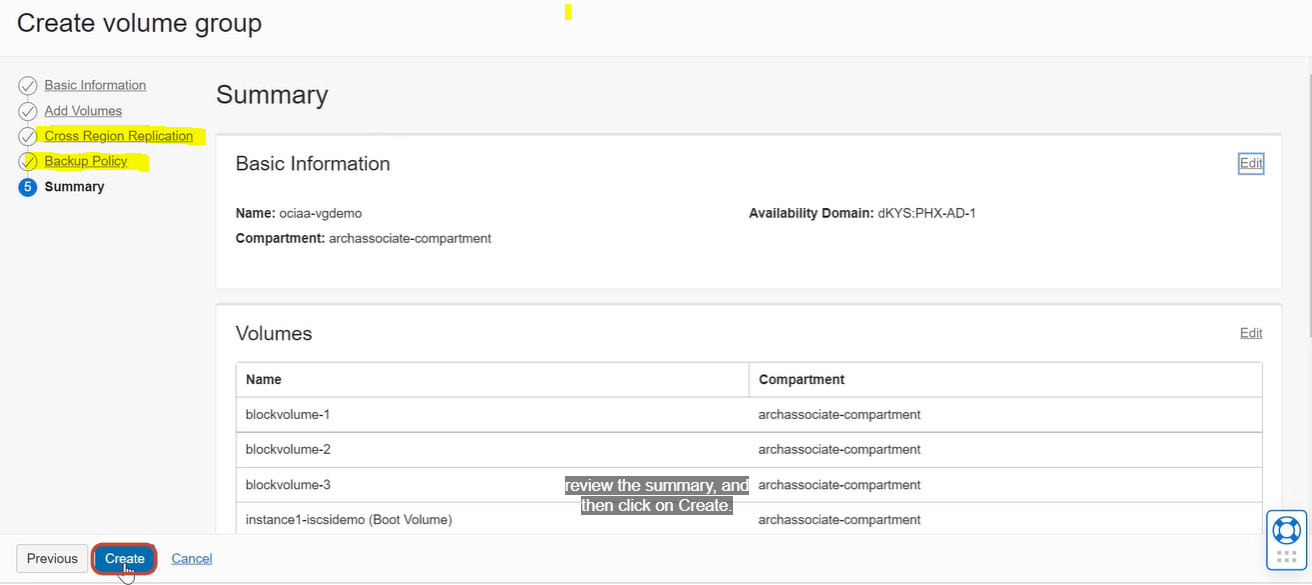 Create volume group
Basic Information
Add Volumes
Cross Region Replication
Backup Policy
5 Summary
Summary
Basic Information
Edit
Name: ociaa-vgdemo
Availability Domain: dKYS:PHX-AD-1
Compartment: archassociate-compartment
Volumes
Edit
Name Compartment
blockvolume-1 archassociate-compartment
blockvolume-2 archassociate-compartment
blockvolume-3 archassociate-compartment
instance1-iscsidemo (Boot Volume) archassociate-compartment
review the summary, and
then click on Create.
Previous Create Cancel